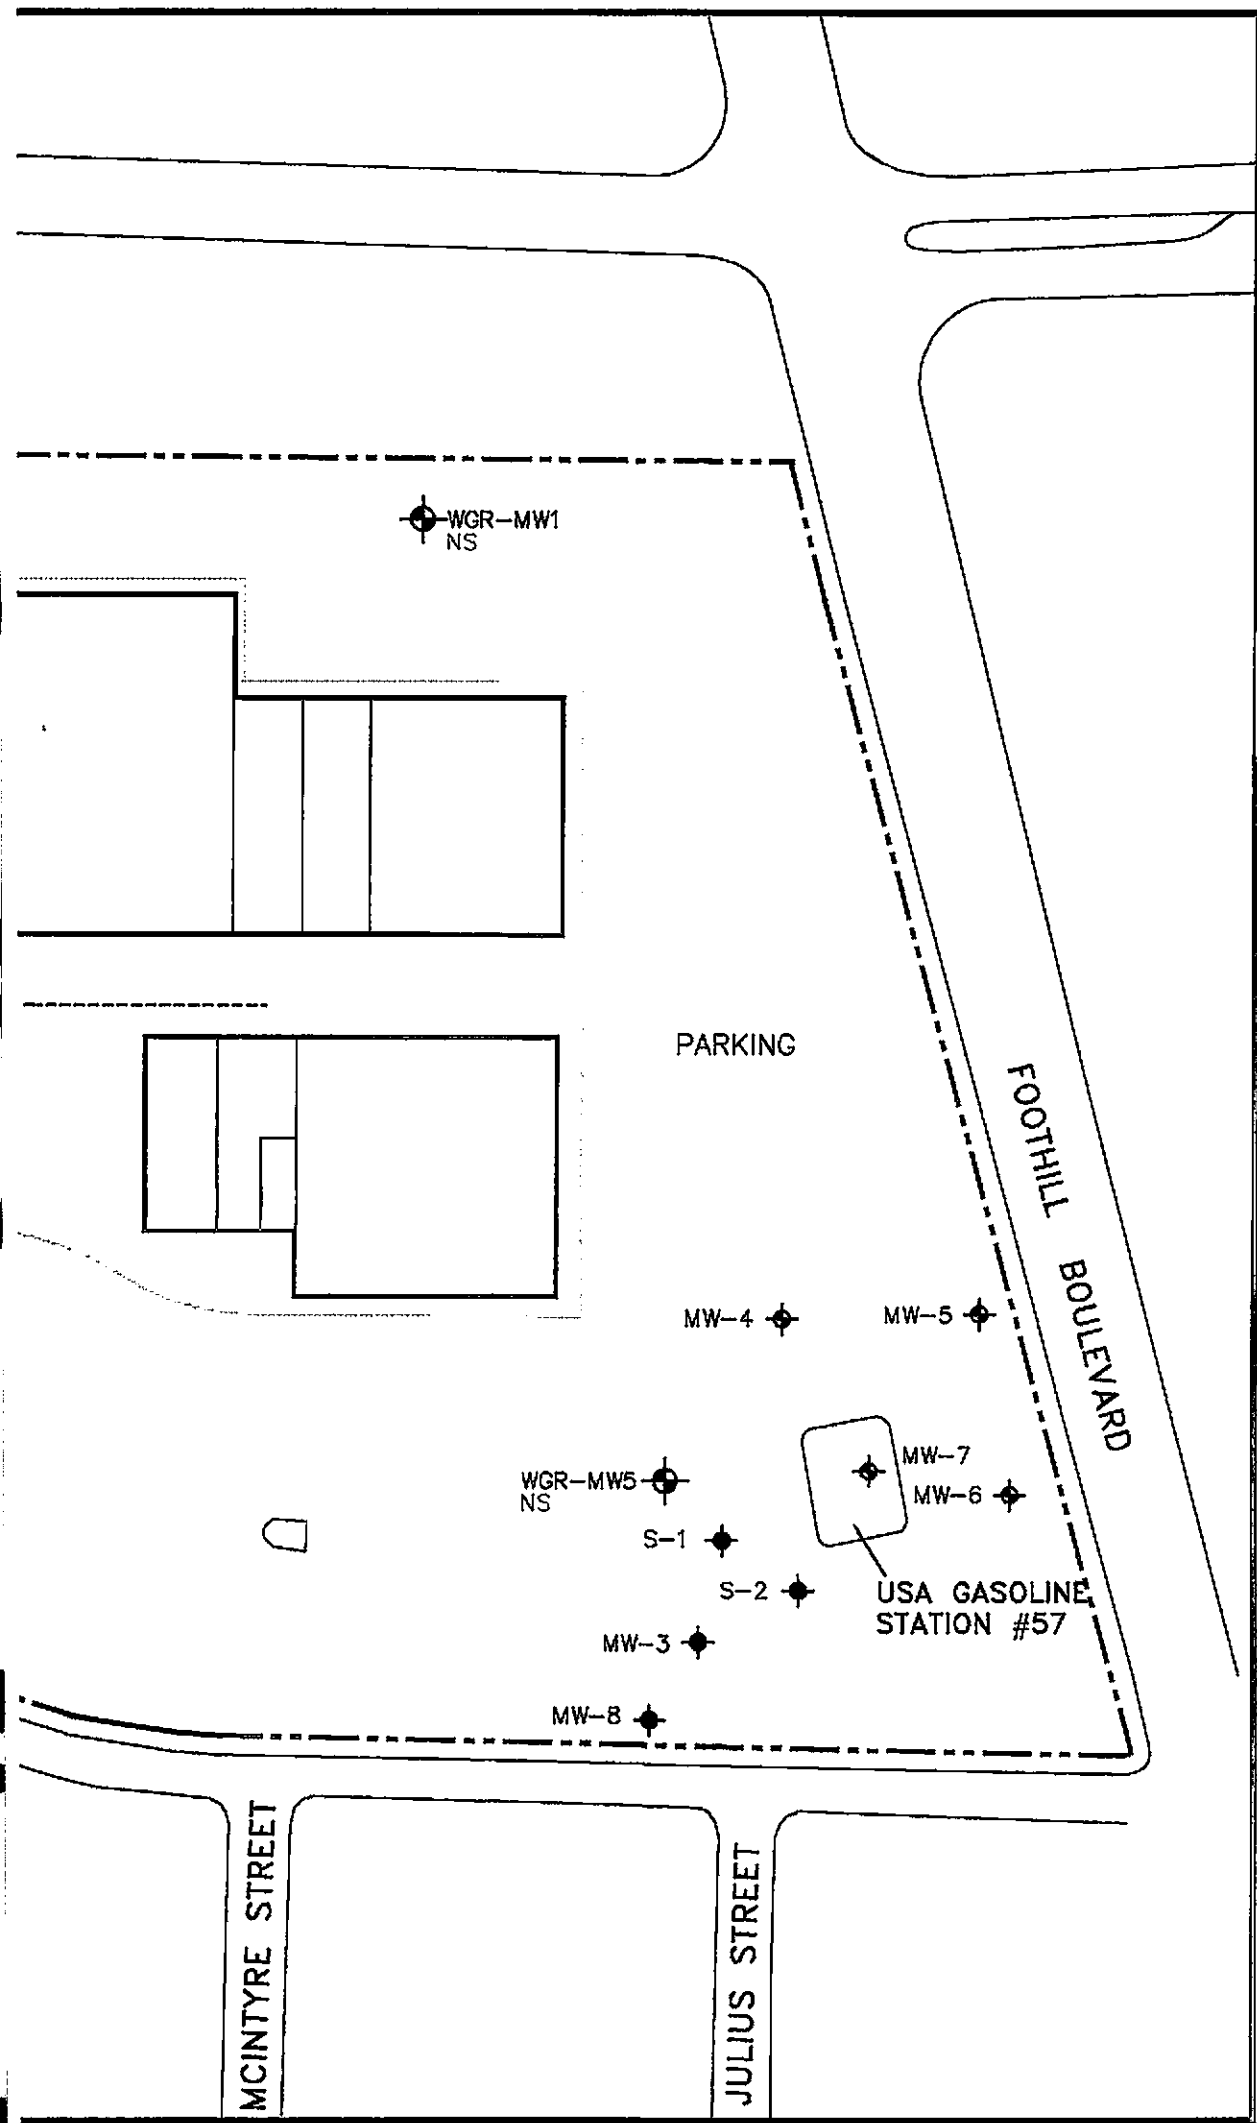 WGR-MW1
NS
PARKING
FOOTHILL BOULEVARD
MW-4
MW-5
MW-7
WGR-MW5
NS
MW-6
S-1
S-2
USA GASOLINE
STATION #57
MW-3
MW-8
MCINTYRE STREET
JULIUS STREET